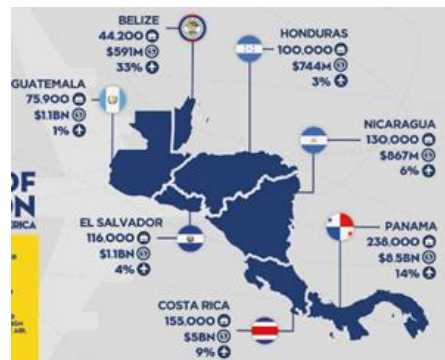 BELIZE
44.200
$591M
33%
HONDURAS
100,000
$744M
3%
GUATEMALA
75,900
$1.1BN
1%
NICARAGUA
130,000
$867M
6%
OF
ON
ERICA
EL SALVADOR
116,000
$1.1BN
4%
PANAMA
238,000
$8.5BN
14%
COSTA RICA
155,000
$5BN
9%
AIR.